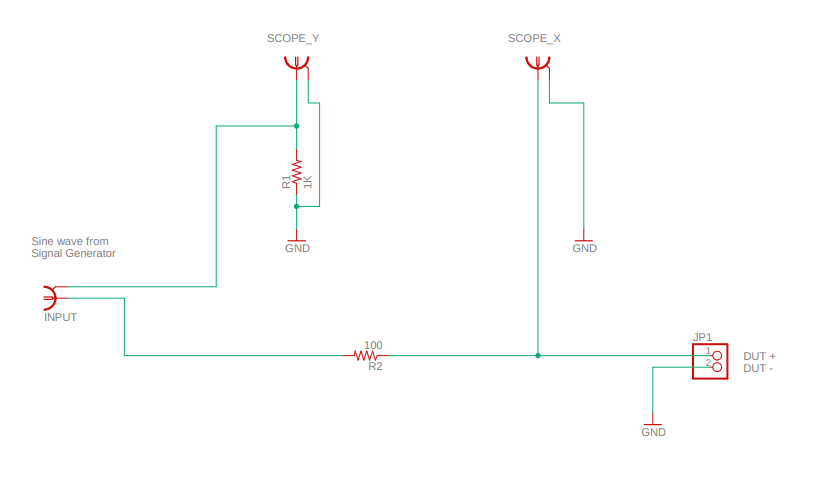 SCOPE_Y
SCOPE_X
R1
1K
GND
GND
Sine wave from
Signal Generator
INPUT
100
R2
JP1
1
2
DUT +
DUT -
GND